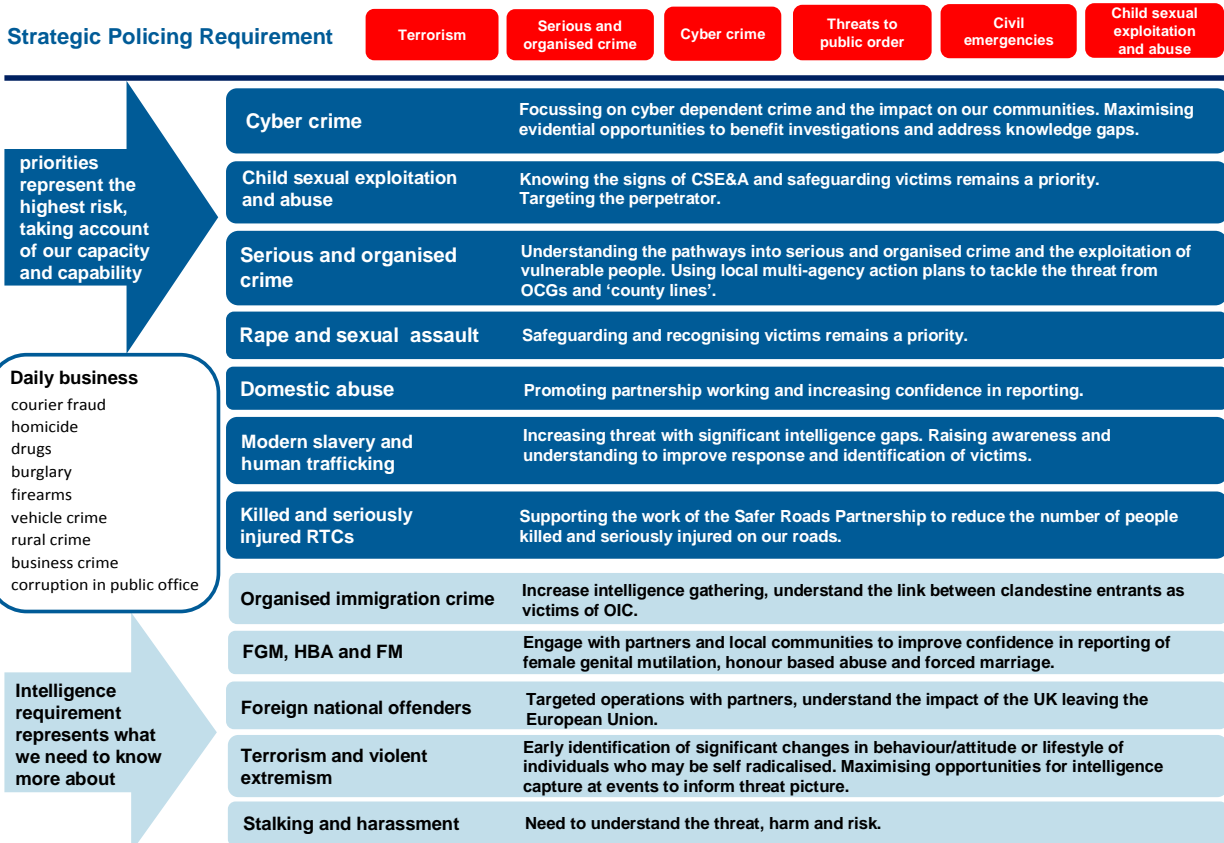 Strategic Policing Requirement
Terrorism
Serious and
organised crime
Cyber crime
Threats to
public order
Civil
emergencies
Child sexual
exploitation
and abuse
priorities
represent the
highest risk,
taking account
of our capacity
and capability
Cyber crime
Focussing on cyber dependent crime and the impact on our communities. Maximising
evidential opportunities to benefit investigations and address knowledge gaps.
Child sexual exploitation
and abuse
Knowing the signs of CSE&A and safeguarding victims remains a priority.
Targeting the perpetrator.
Serious and organised
crime
Understanding the pathways into serious and organised crime and the exploitation of
vulnerable people. Using local multi-agency action plans to tackle the threat from
OCGs and ‘county lines’.
Rape and sexual assault
Safeguarding and recognising victims remains a priority.
Domestic abuse
Promoting partnership working and increasing confidence in reporting.
Modern slavery and
human trafficking
Increasing threat with significant intelligence gaps. Raising awareness and
understanding to improve response and identification of victims.
Killed and seriously
injured RTCs
Supporting the work of the Safer Roads Partnership to reduce the number of people
killed and seriously injured on our roads.
Daily business
courier fraud
homicide
drugs
burglary
firearms
vehicle crime
rural crime
business crime
corruption in public office
Intelligence
requirement
represents what
we need to know
more about
Organised immigration crime
Increase intelligence gathering, understand the link between clandestine entrants as
victims of OIC.
FGM, HBA and FM
Engage with partners and local communities to improve confidence in reporting of
female genital mutilation, honour based abuse and forced marriage.
Foreign national offenders
Targeted operations with partners, understand the impact of the UK leaving the
European Union.
Terrorism and violent
extremism
Early identification of significant changes in behaviour/attitude or lifestyle of
individuals who may be self radicalised. Maximising opportunities for intelligence
capture at events to inform threat picture.
Stalking and harassment
Need to understand the threat, harm and risk.